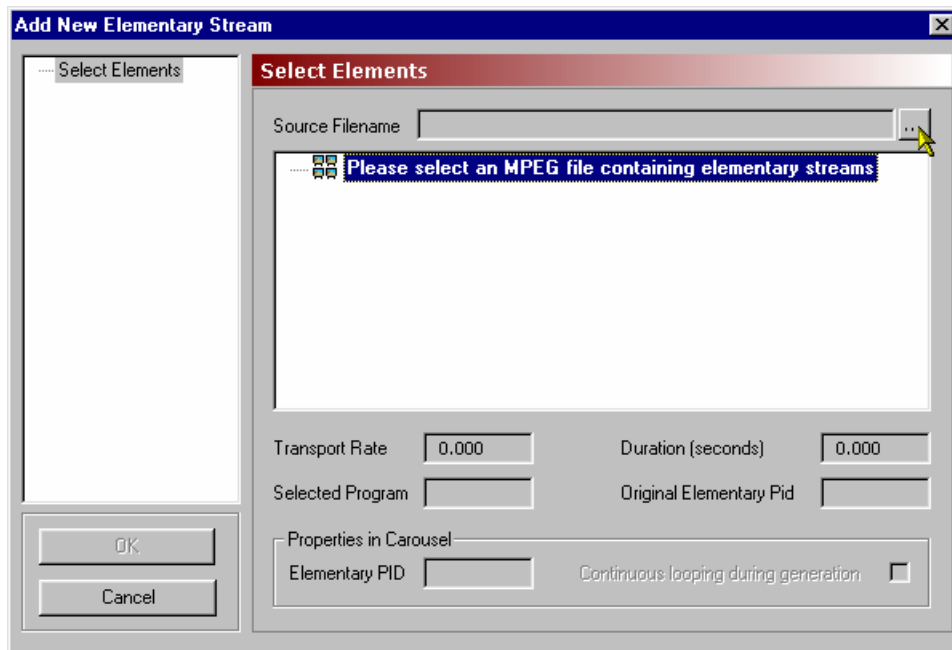 Add New Elementary Stream
Select Elements
Select Elements
Source Filename ...
Please select an MPEG file containing elementary streams
Transport Rate 0.000 Duration (seconds) 0.000
Selected Program Original Elementary Pid
Properties in Carousel
OK
Elementary PID Continuous looping during generation
Cancel